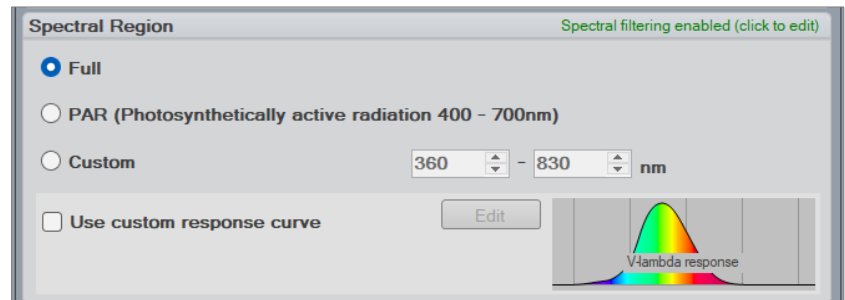 Spectral Region Spectral filtering enabled (click to edit)
Full
PAR (Photosynthetically active radiation 400 - 700nm)
Custom 360 - 830 nm
Use custom response curve Edit
V-lambda response